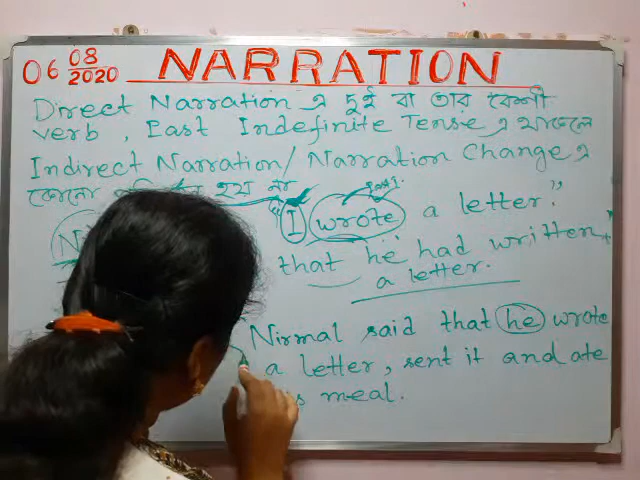 06 08/2020 NARRATION
Direct Narration এ দুই বা তার বেশী
verb, Past Indefinite Tense এ থাকলে
Indirect Narration/Narration Change এ
কোনো হয় না
"I wrote a letter."
that he had written
a letter.
Nirmal said that he wrote
a letter, sent it and ate
meal.